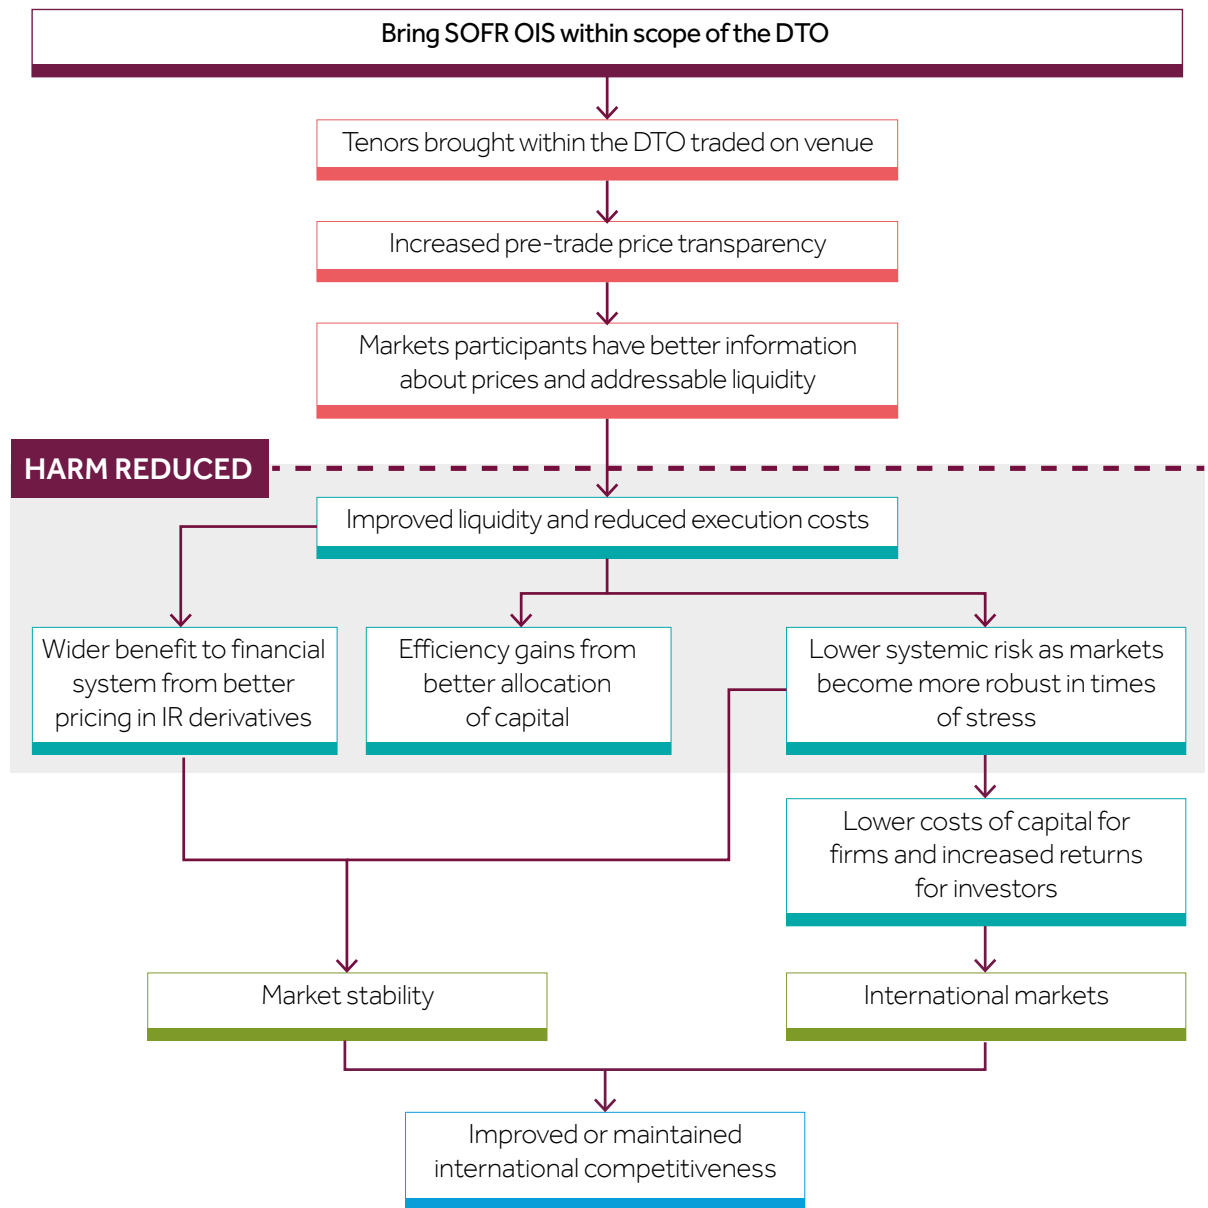 Bring SOFR OIS within scope of the DTO
Tenors brought within the DTO traded on venue
Increased pre-trade price transparency
Markets participants have better information
about prices and addressable liquidity
HARM REDUCED
Improved liquidity and reduced execution costs
Wider benefit to financial
system from better
pricing in IR derivatives
Efficiency gains from
better allocation
of capital
Lower systemic risk as markets
become more robust in times
of stress
Lower costs of capital for
firms and increased returns
for investors
Market stability
International markets
Improved or maintained
international competitiveness